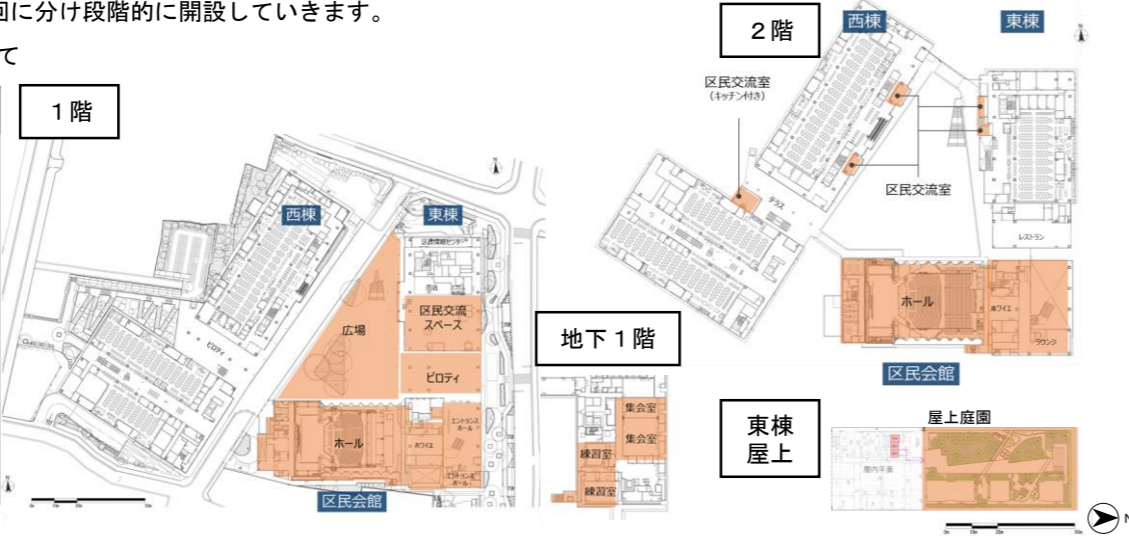 回に分け段階的に開設していきます。
て
1階
N
西棟
東棟
区政情報センター
区民交流
スペース
広場
ピロティ
ピロティ
ホール
ホワイエ
エントランス
ホール
エントランス
ホール
区民会館
地下1階
集会室
集会室
練習室
練習室
2階
西棟
東棟
区民交流室
(キッチン付き)
区民交流室
テラス
レストラン
ホール
ホワイエ
ラウンジ
区民会館
東棟
屋上
屋上庭園
屋内平面
N